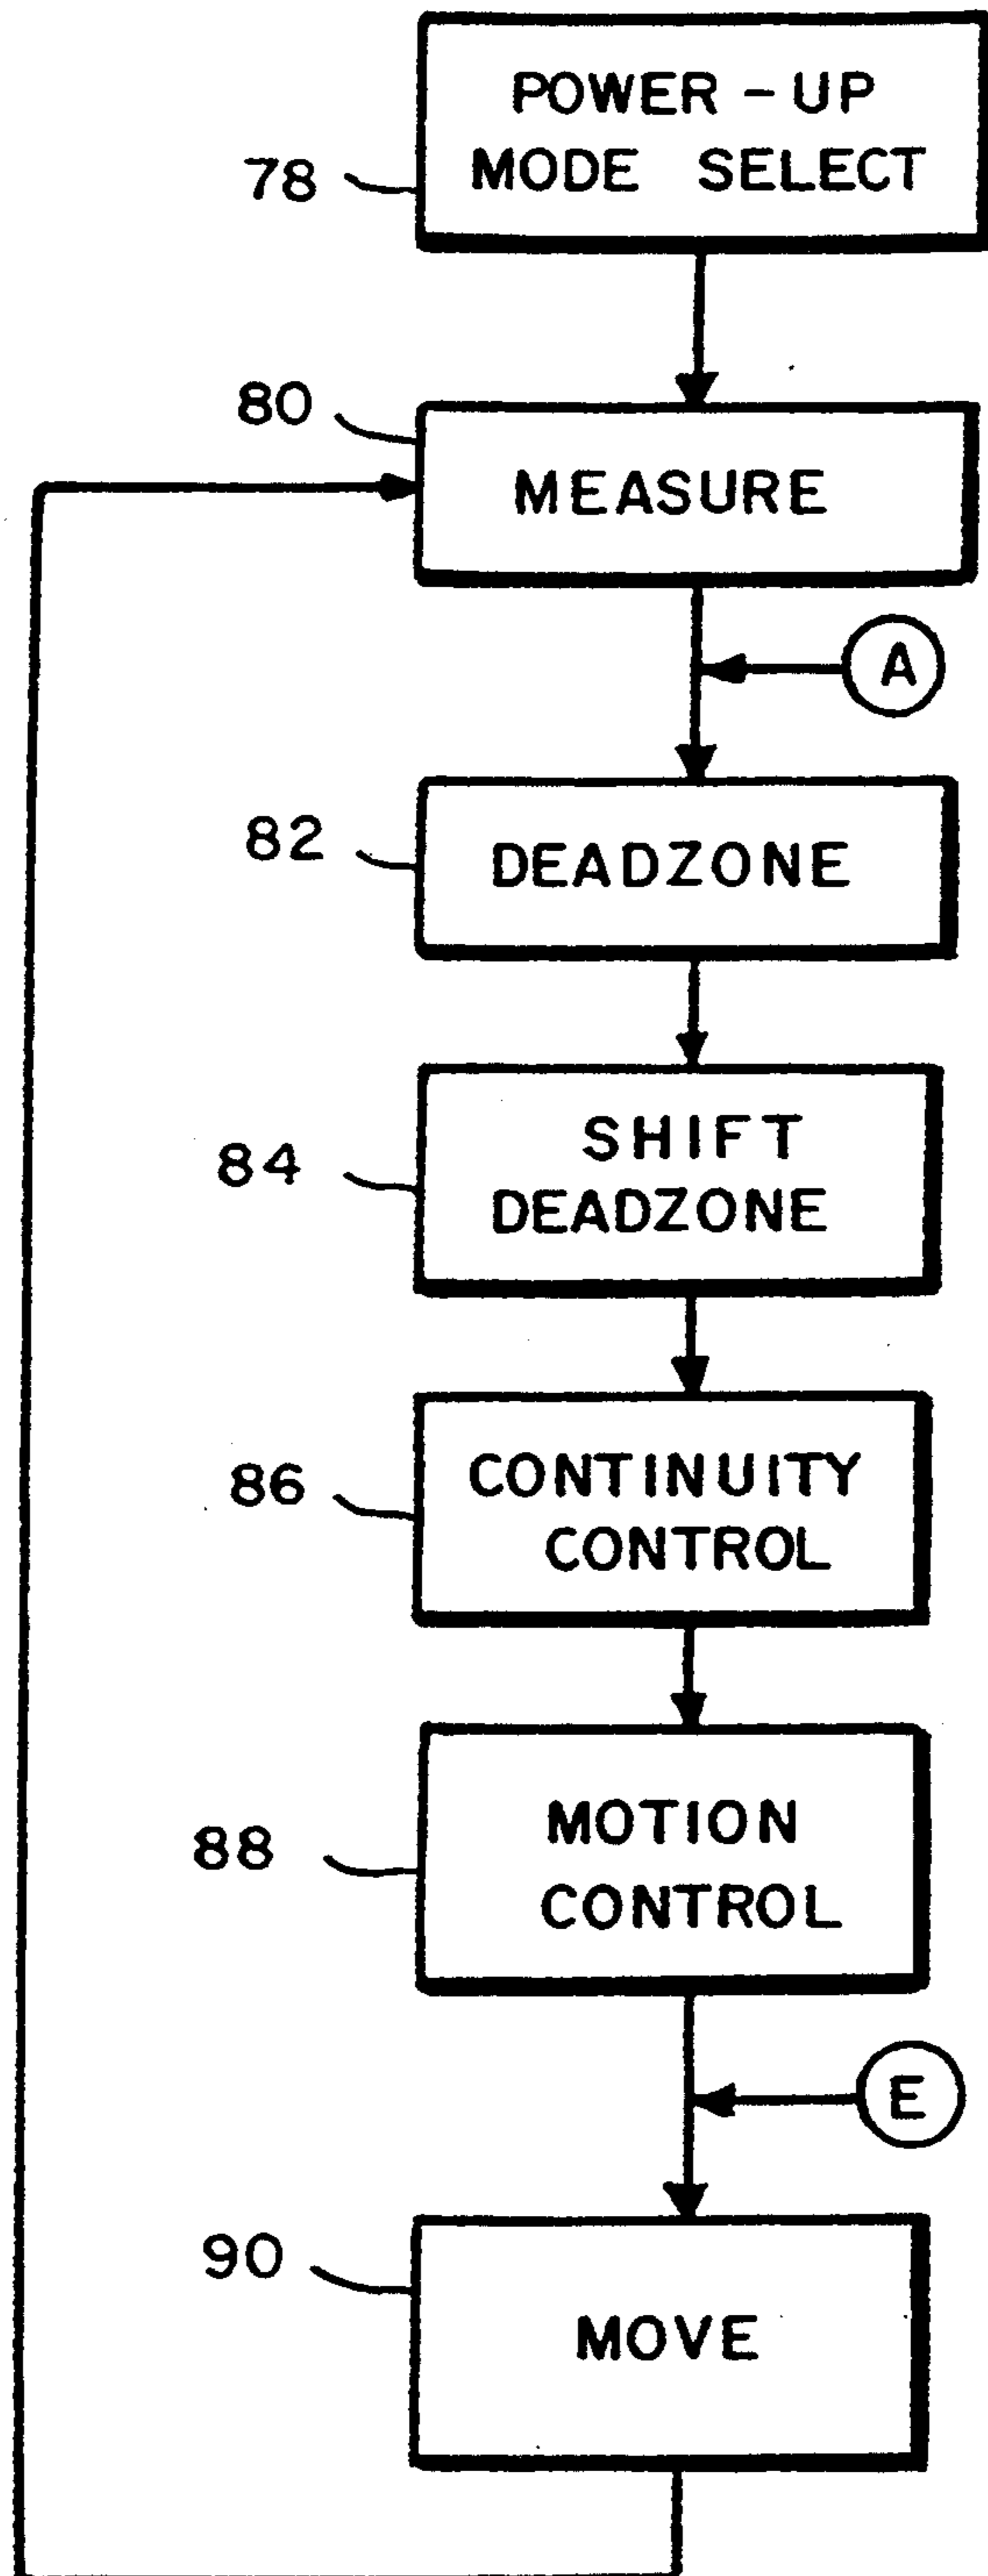 POWER - UP
MODE SELECT
78
80
MEASURE
A
82
DEADZONE
84
SHIFT
DEADZONE
86
CONTINUITY
CONTROL
88
MOTION
CONTROL
E
90
MOVE